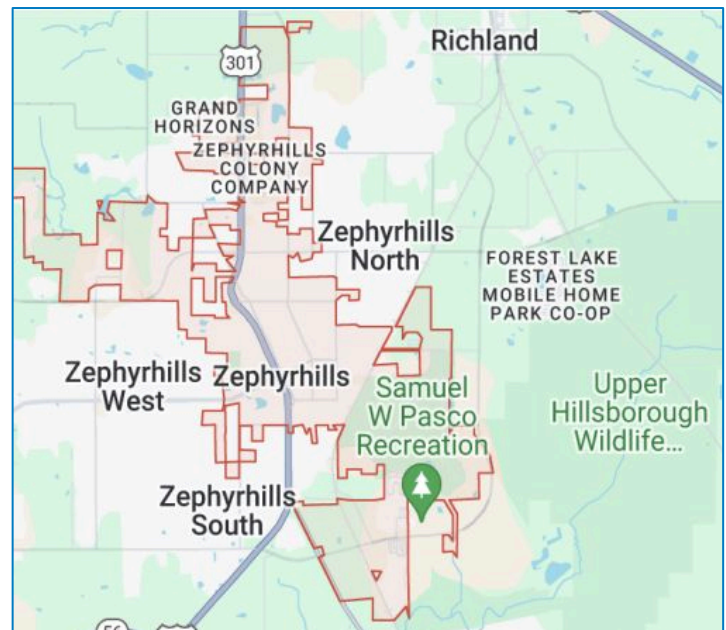 Richland
301
GRAND
HORIZONS
ZEPHYRHILLS
COLONY
COMPANY
Zephyrhills
North
FOREST LAKE
ESTATES
MOBILE HOME
PARK CO-OP
Zephyrhills
West
Zephyrhills
Samuel
W Pasco
Recreation
Upper
Hillsborough
Wildlife...
Zephyrhills
South
56